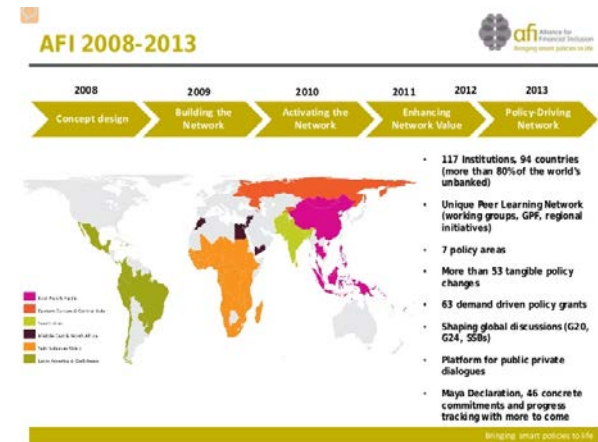 AFI 2008-2013
afi Alliance for
Financial Inclusion
Bringing smart policies to life
2008 2009 2010 2011 2012 2013
Concept design
Building the
Network
Activating the
Network
Enhancing
Network Value
Policy-Driving
Network
• 117 Institutions, 94 countries
(more than 80% of the world's
unbanked)
• Unique Peer Learning Network
(working groups, GPF, regional
initiatives)
• 7 policy areas
• More than 53 tangible policy
changes
• 63 demand driven policy grants
• Shaping global discussions (G20,
G24, SSBs)
• Platform for public private
dialogues
• Maya Declaration, 46 concrete
commitments and progress
tracking with more to come
Eastern Europe & Central Asia
South Asia
Middle East & North Africa
Sub-Saharan Africa
Latin America & Caribbean
Bringing smart policies to life